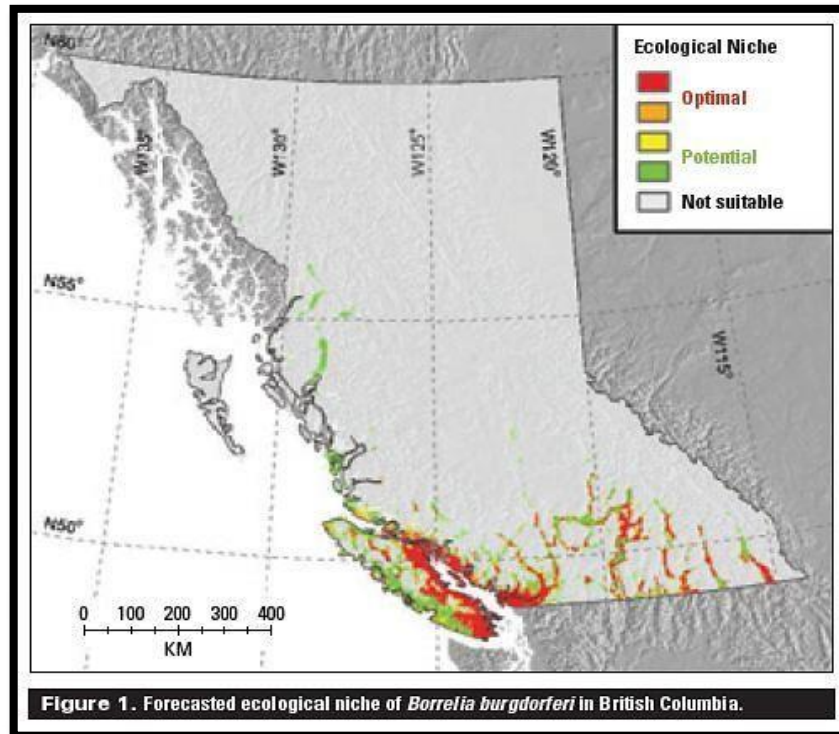 N60°
Ecological Niche
Optimal
Potential
Not suitable
W135°
W130°
W125°
W120°
N55°
W115°
N50°
0 100 200 300 400
KM
Figure 1. Forecasted ecological niche of Borrelia burgdorferi in British Columbia.